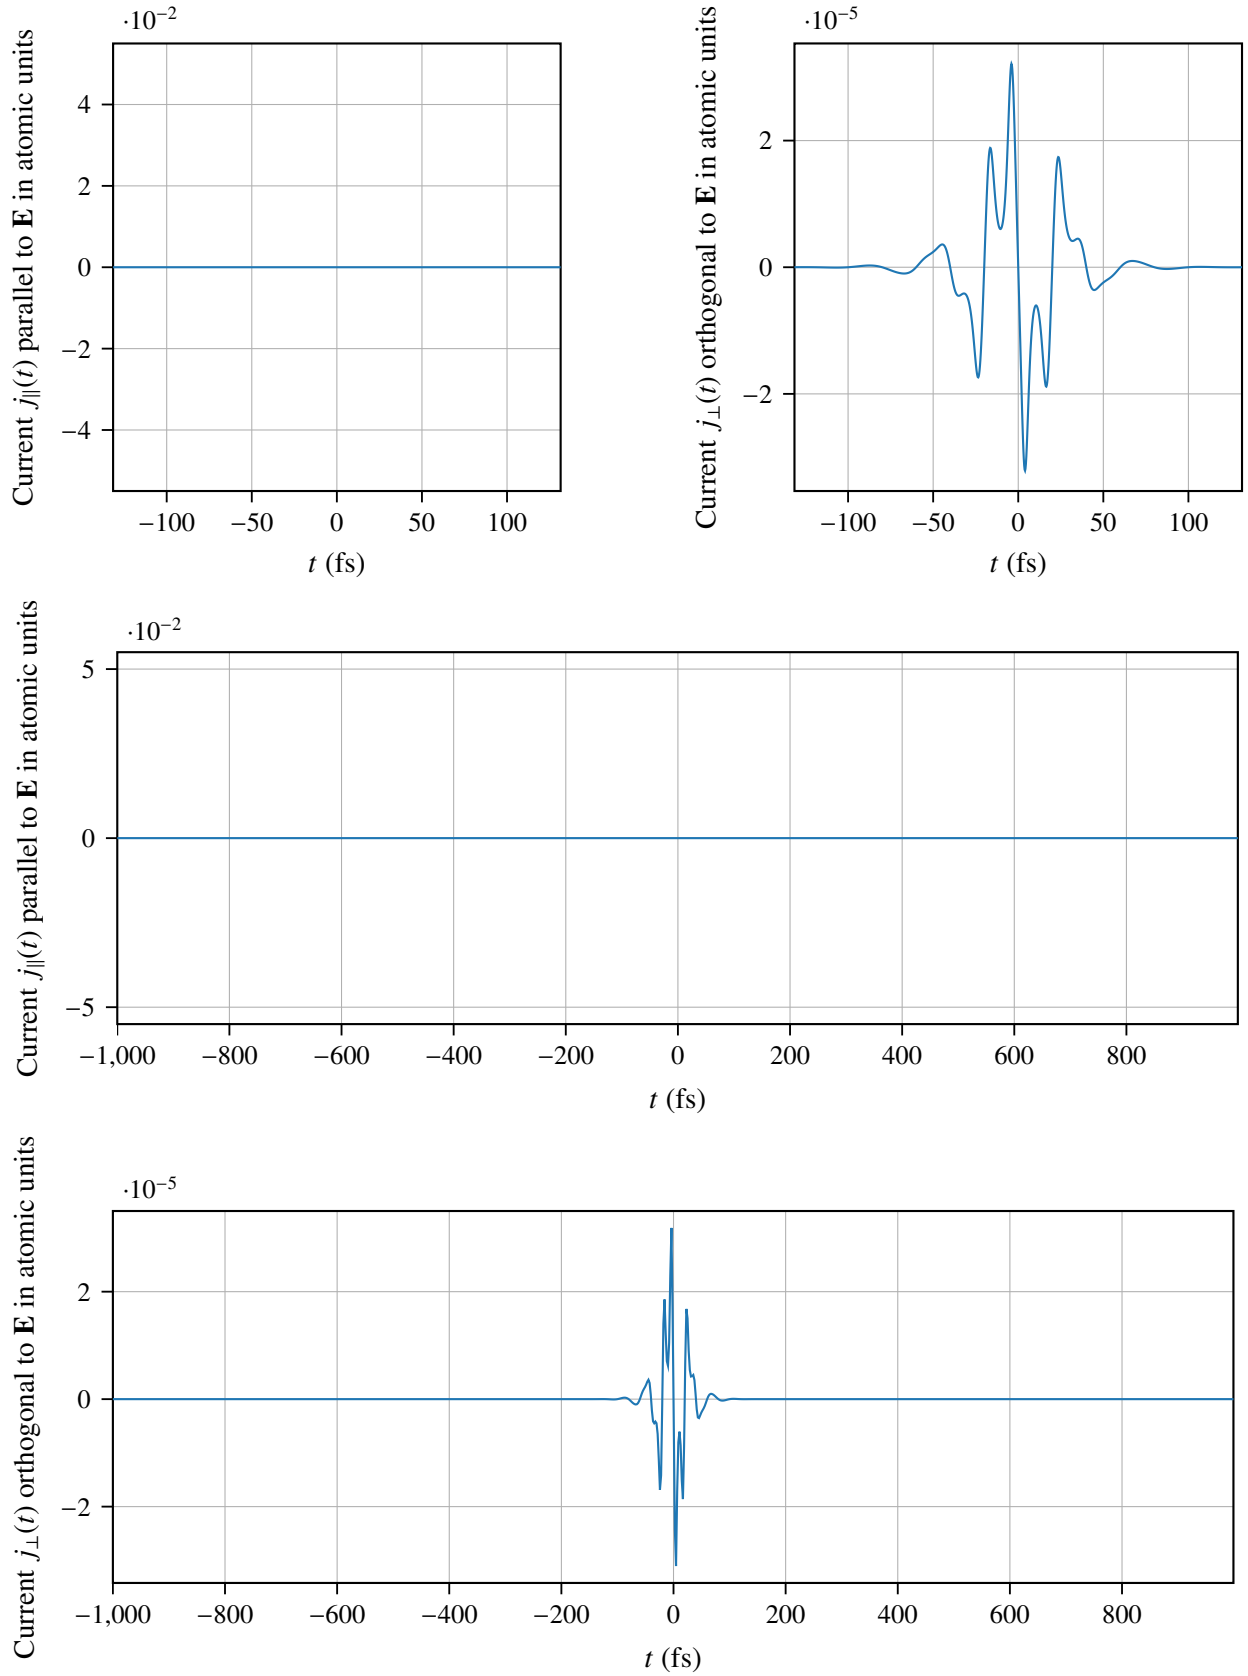 ·10−2
Current j∥(t) parallel to E in atomic units
4
2
0
−2
−4
−100 −50 0 50 100
t (fs)
·10−5
Current j⊥(t) orthogonal to E in atomic units
2
0
−2
−100 −50 0 50 100
t (fs)
·10−2
Current j∥(t) parallel to E in atomic units
5
0
−5
−1,000 −800 −600 −400 −200 0 200 400 600 800
t (fs)
·10−5
Current j⊥(t) orthogonal to E in atomic units
2
0
−2
−1,000 −800 −600 −400 −200 0 200 400 600 800
t (fs)